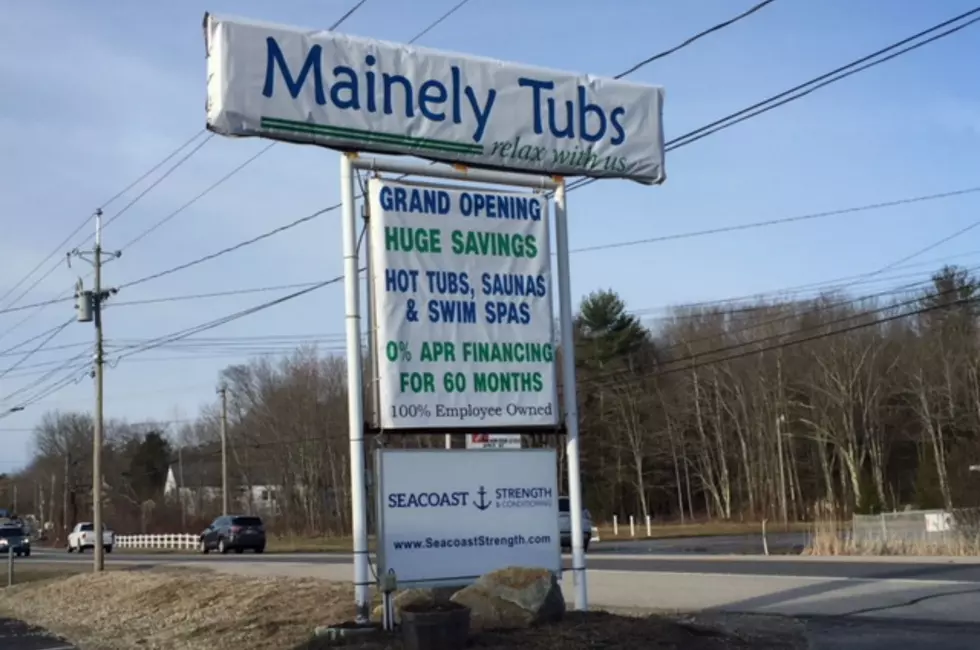 Mainely Tubs
relax with us
GRAND OPENING
HUGE SAVINGS
HOT TUBS, SAUNAS
& SWIM SPAS
0% APR FINANCING
FOR 60 MONTHS
100% Employee Owned
SEACOAST STRENGTH
& CONDITIONING
www.SeacoastStrength.com